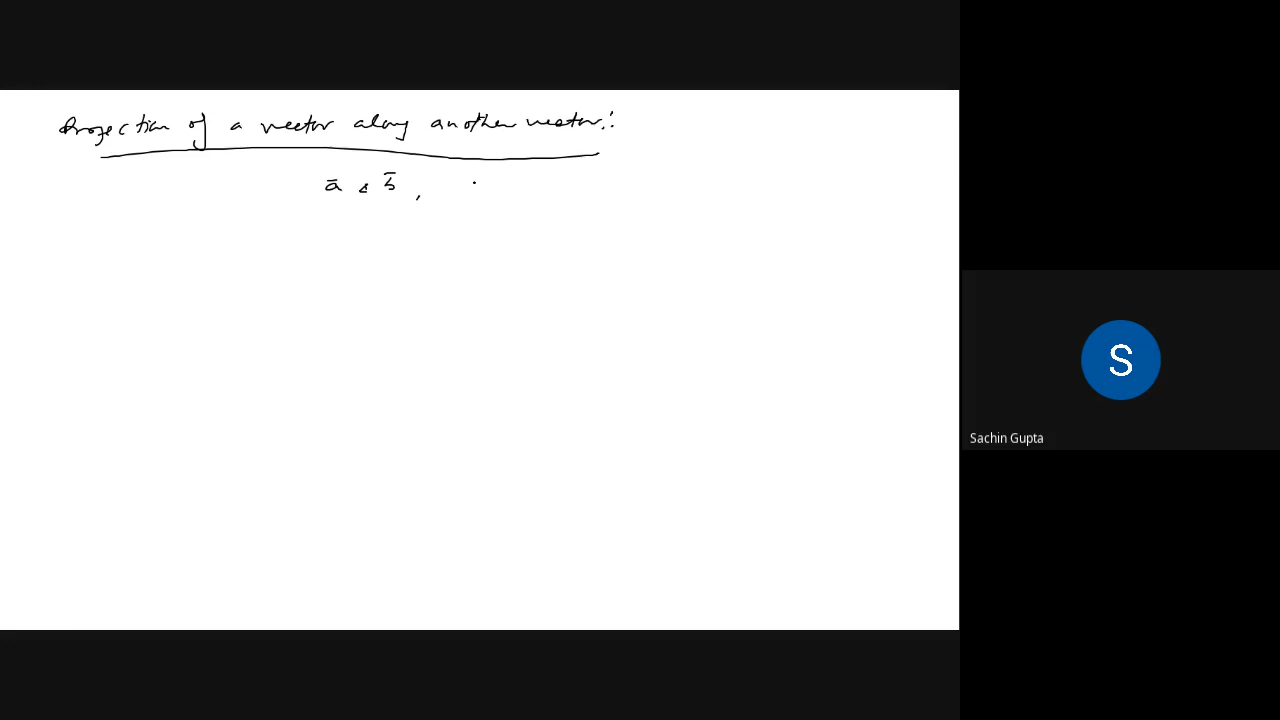 Projection of a vector along another vector:
a̅ & b̅ ,
S
Sachin Gupta